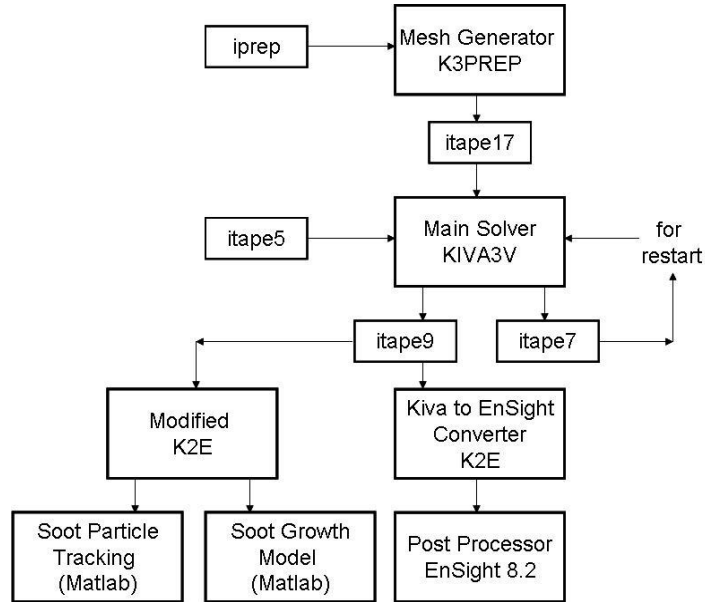 iprep
Mesh Generator
K3PREP
itape17
itape5
Main Solver
KIVA3V
for
restart
itape9
itape7
Modified
K2E
Kiva to EnSight
Converter
K2E
Soot Particle
Tracking
(Matlab)
Soot Growth
Model
(Matlab)
Post Processor
EnSight 8.2